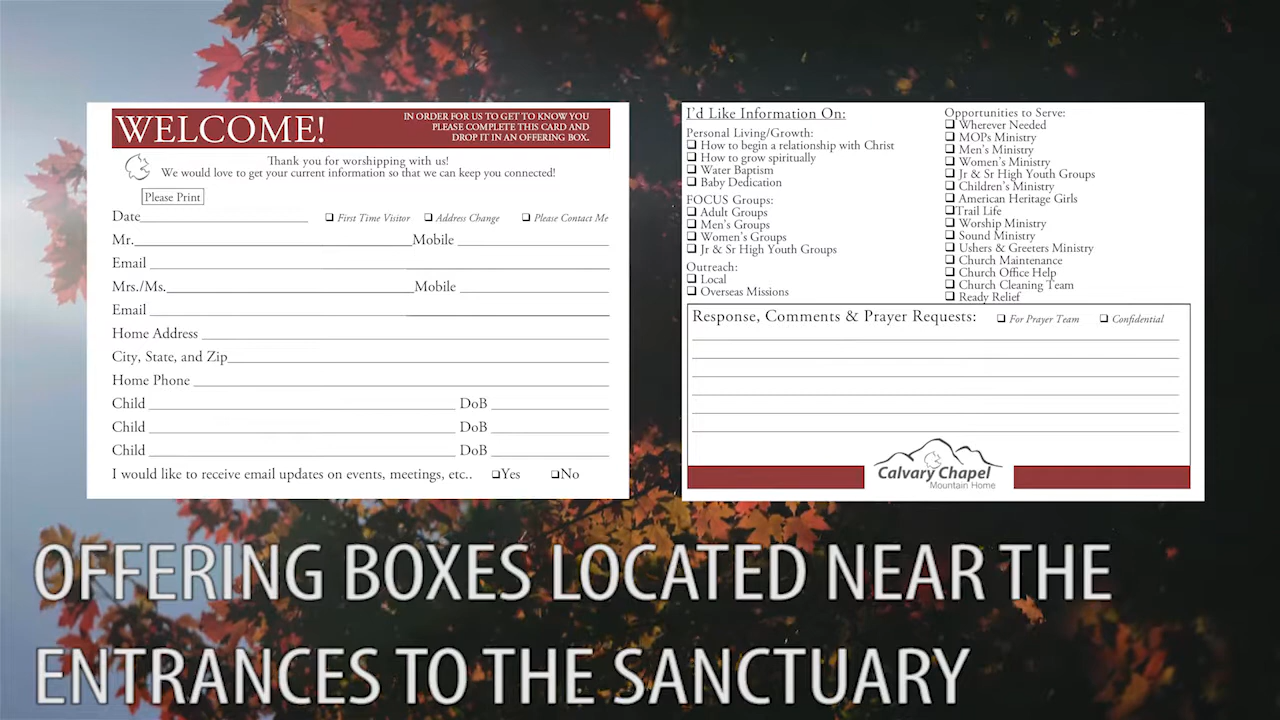 WELCOME!
IN ORDER FOR US TO GET TO KNOW YOU
PLEASE COMPLETE THIS CARD AND
DROP IT IN AN OFFERING BOX.
Thank you for worshipping with us!
We would love to get your current information so that we can keep you connected!
Please Print
Date ❑ First Time Visitor ❑ Address Change ❑ Please Contact Me
Mr. Mobile
Email
Mrs./Ms. Mobile
Email
Home Address
City, State, and Zip
Home Phone
Child DoB
Child DoB
Child DoB
I would like to receive email updates on events, meetings, etc.. ❑Yes ❑No
I'd Like Information On:
Personal Living/Growth:
❑ How to begin a relationship with Christ
❑ How to grow spiritually
❑ Water Baptism
❑ Baby Dedication
FOCUS Groups:
❑ Adult Groups
❑ Men's Groups
❑ Women's Groups
❑ Jr & Sr High Youth Groups
Outreach:
❑ Local
❑ Overseas Missions
Opportunities to Serve:
❑ Wherever Needed
❑ MOPs Ministry
❑ Men's Ministry
❑ Women's Ministry
❑ Jr & Sr High Youth Groups
❑ Children's Ministry
❑ American Heritage Girls
❑Trail Life
❑ Worship Ministry
❑ Sound Ministry
❑ Ushers & Greeters Ministry
❑ Church Maintenance
❑ Church Office Help
❑ Church Cleaning Team
❑ Ready Relief
Response, Comments & Prayer Requests: ❑ For Prayer Team ❑ Confidential
Calvary Chapel
Mountain Home
OFFERING BOXES LOCATED NEAR THE
ENTRANCES TO THE SANCTUARY